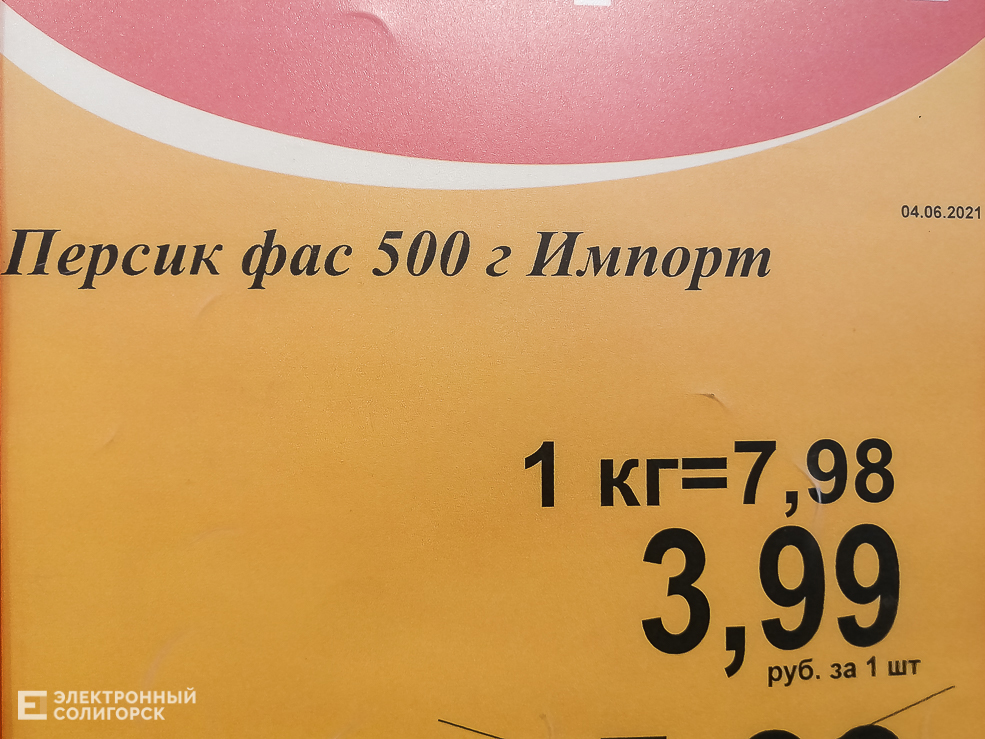 04.06.2021
Персик фас 500 г Импорт
1 кг=7,98
3,99
руб. за 1 шт
ЭЛЕКТРОННЫЙ
СОЛИГОРСК